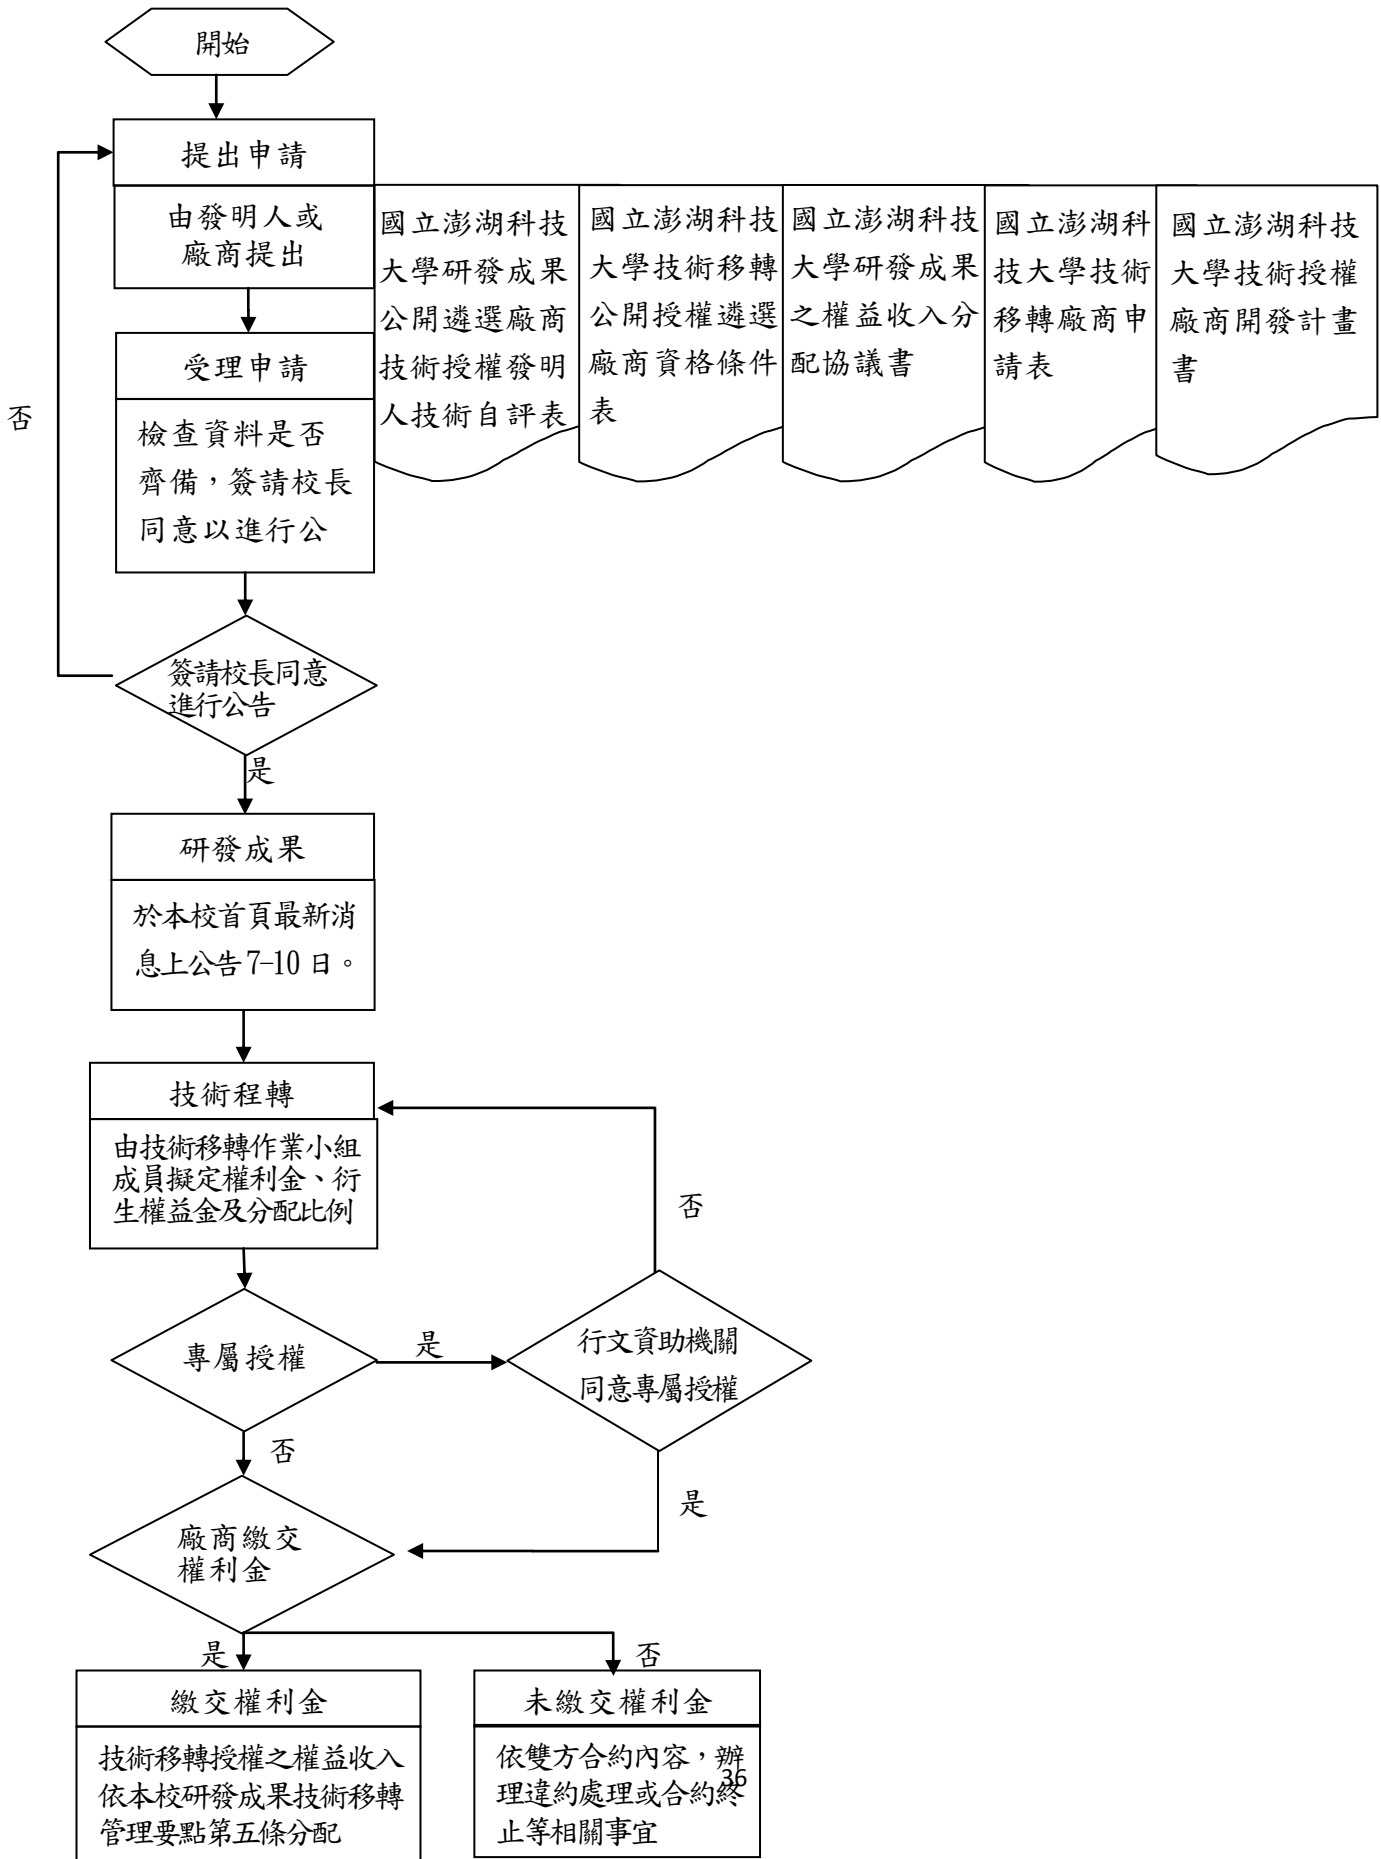 開始
提出申請
由發明人或
廠商提出
國立澎湖科技
大學研發成果
公開遴選廠商
技術授權發明
人技術自評表
國立澎湖科技
大學技術移轉
公開授權遴選
廠商資格條件
表
國立澎湖科技
大學研發成果
之權益收入分
配協議書
國立澎湖科
技大學技術
移轉廠商申
請表
國立澎湖科技
大學技術授權
廠商開發計畫
書
受理申請
檢查資料是否
齊備，簽請校長
同意以進行公
否
簽請校長同意
進行公告
是
研發成果
於本校首頁最新消
息上公告7-10日。
技術程轉
由技術移轉作業小組
成員擬定權利金、衍
生權益金及分配比例
否
專屬授權
是
行文資助機關
同意專屬授權
否
是
廠商繳交
權利金
是
否
繳交權利金
技術移轉授權之權益收入
依本校研發成果技術移轉
管理要點第五條分配
未繳交權利金
依雙方合約內容，辦
理違約處理或合約終
止等相關事宜
36